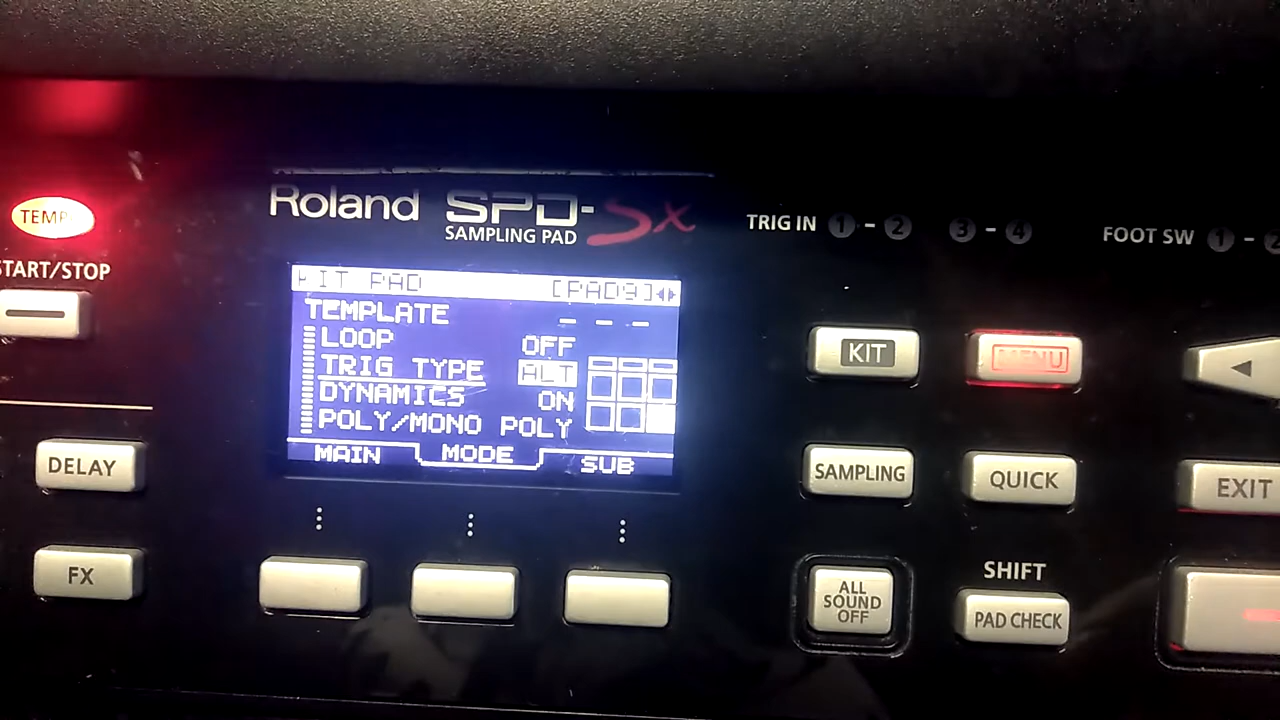 Roland SPD-SX
SAMPLING PAD
TRIG IN 1 - 2 3 - 4
FOOT SW 1 - 2
TEMPO
START/STOP
KIT PAD [PAD9]
TEMPLATE - - -
LOOP OFF
TRIG TYPE ALT
DYNAMICS ON
POLY/MONO POLY
MAIN MODE SUB
KIT
MENU
DELAY
SAMPLING
QUICK
EXIT
FX
ALL
SOUND
OFF
SHIFT
PAD CHECK